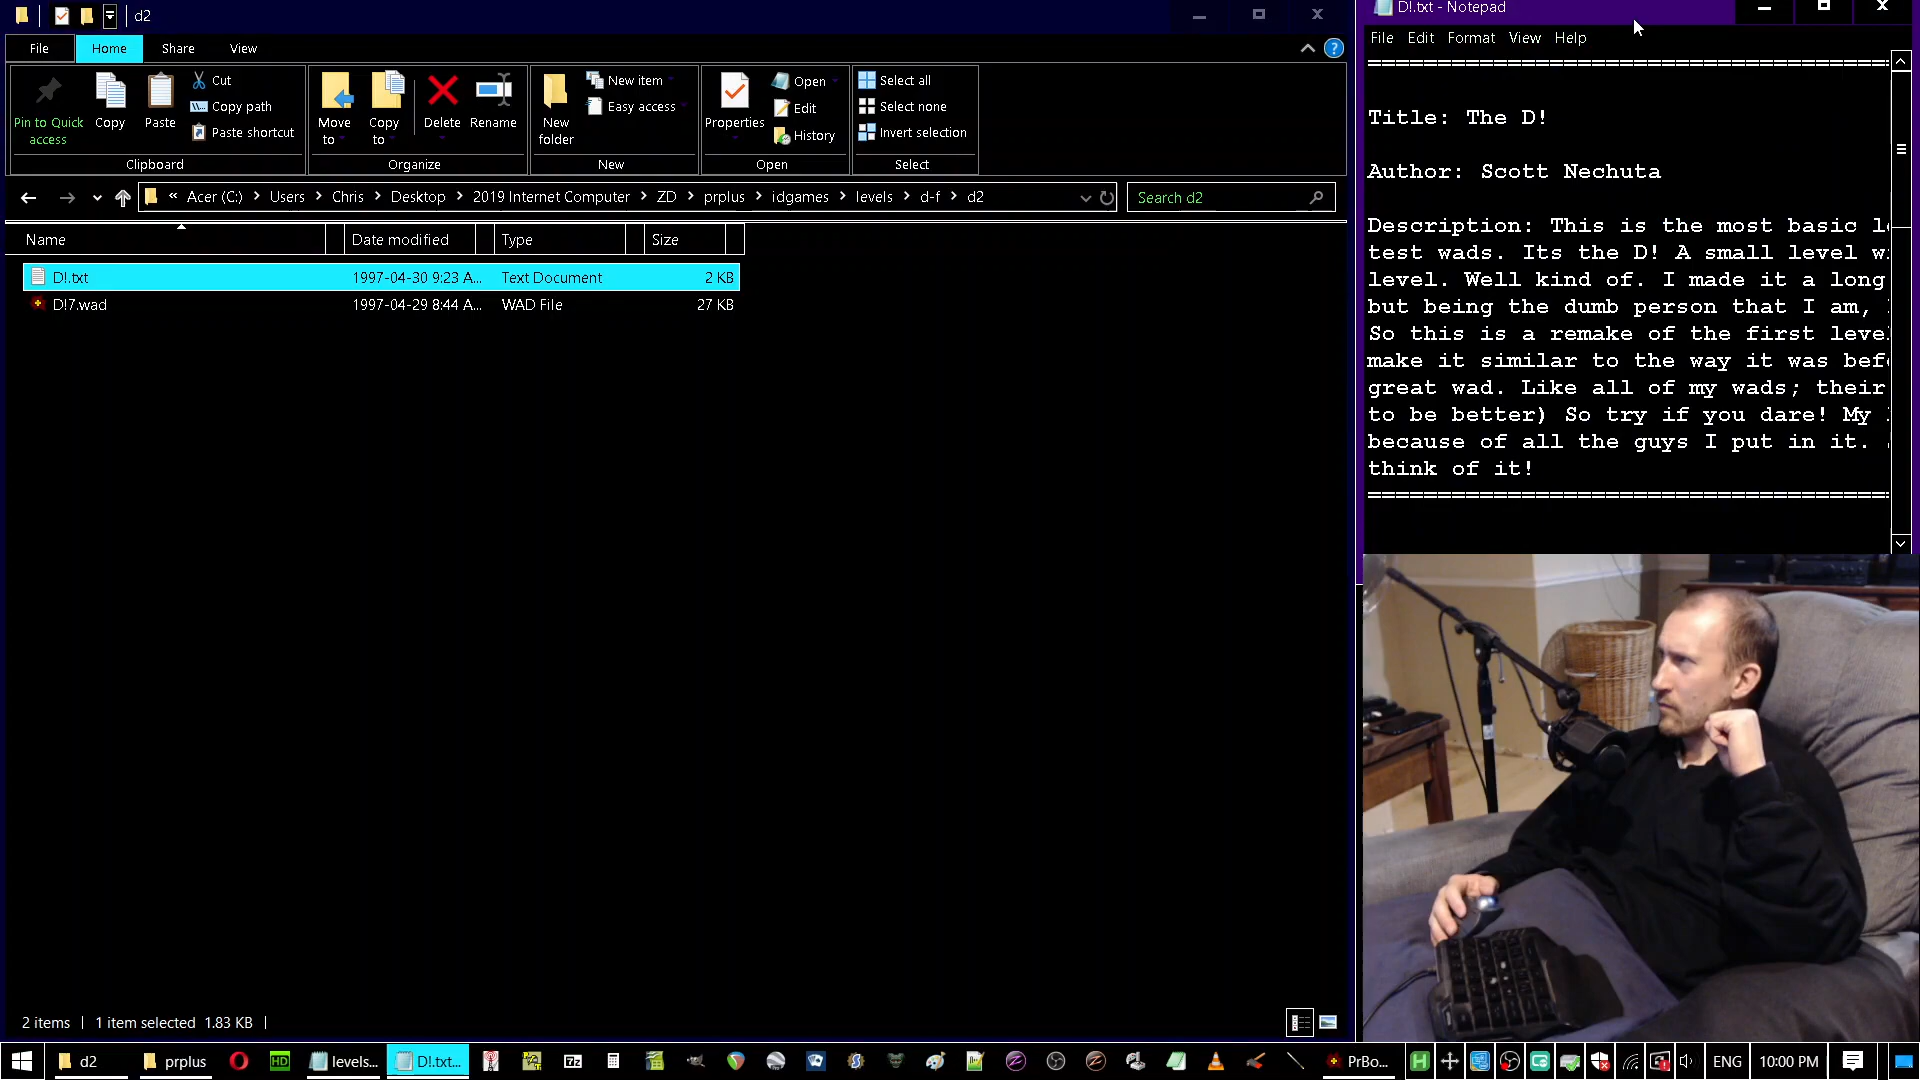 d2
File Home Share View
Pin to Quick access
Copy
Paste
Cut
Copy path
Paste shortcut
Clipboard
Move to
Copy to
Delete
Rename
Organize
New folder
New item
Easy access
New
Properties
Open
Edit
History
Open
Select all
Select none
Invert selection
Select
« Acer (C:) > Users > Chris > Desktop > 2019 Internet Computer > ZD > prplus > idgames > levels > d-f > d2
Search d2
Name Date modified Type Size
D!.txt 1997-04-30 9:23 A... Text Document 2 KB
D!7.wad 1997-04-29 8:44 A... WAD File 27 KB
2 items 1 item selected 1.83 KB
D!.txt - Notepad
File Edit Format View Help
Title: The D!
Author: Scott Nechuta
Description: This is the most basic
test wads. Its the D! A small level
level. Well kind of. I made it a long
but being the dumb person that I am,
So this is a remake of the first
make it similar to the way it was
great wad. Like all of my wads; their
to be better) So try if you dare! My
because of all the guys I put in it.
think of it!
d2 prplus HD levels... D!.txt... 7z PrBo... ENG 10:00 PM